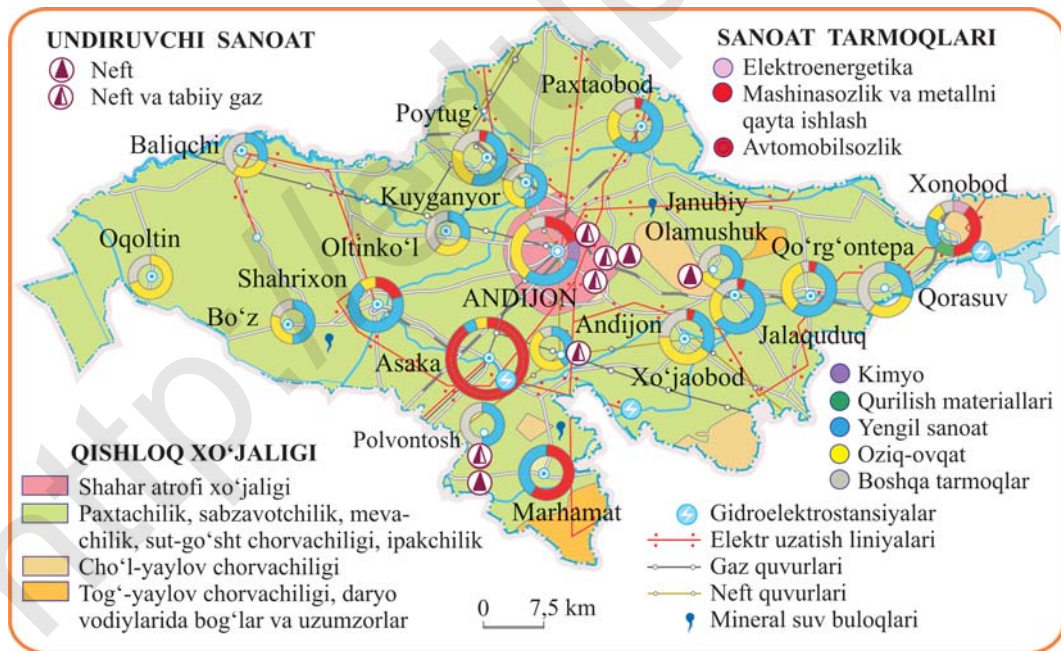 UNDIRUVCHI SANOAT
Neft
Neft va tabiiy gaz
SANOAT TARMOQLARI
Elektroenergetika
Mashinasozlik va metallni
qayta ishlash
Avtomobilsozlik
Paxtaobod
Poytug‘
Baliqchi
Xonobod
Kuyganyor
Janubiy
Olamushuk
Oqoltin
Oltinko‘l
Qo‘rg‘ontepa
Shahrixon
ANDIJON
Qorasuv
Bo‘z
Andijon
Jalaquduq
Asaka
Xo‘jaobod
Polvontosh
Marhamat
Kimyo
Qurilish materiallari
Yengil sanoat
Oziq-ovqat
Boshqa tarmoqlar
QISHLOQ XO‘JALIGI
Shahar atrofi xo‘jaligi
Paxtachilik, sabzavotchilik, meva-
chilik, sut-go‘sht chorvachiligi, ipakchilik
Cho‘l-yaylov chorvachiligi
Tog‘-yaylov chorvachiligi, daryo
vodiylarida bog‘lar va uzumzorlar
0 7,5 km
Gidroelektrostansiyalar
Elektr uzatish liniyalari
Gaz quvurlari
Neft quvurlari
Mineral suv buloqlari